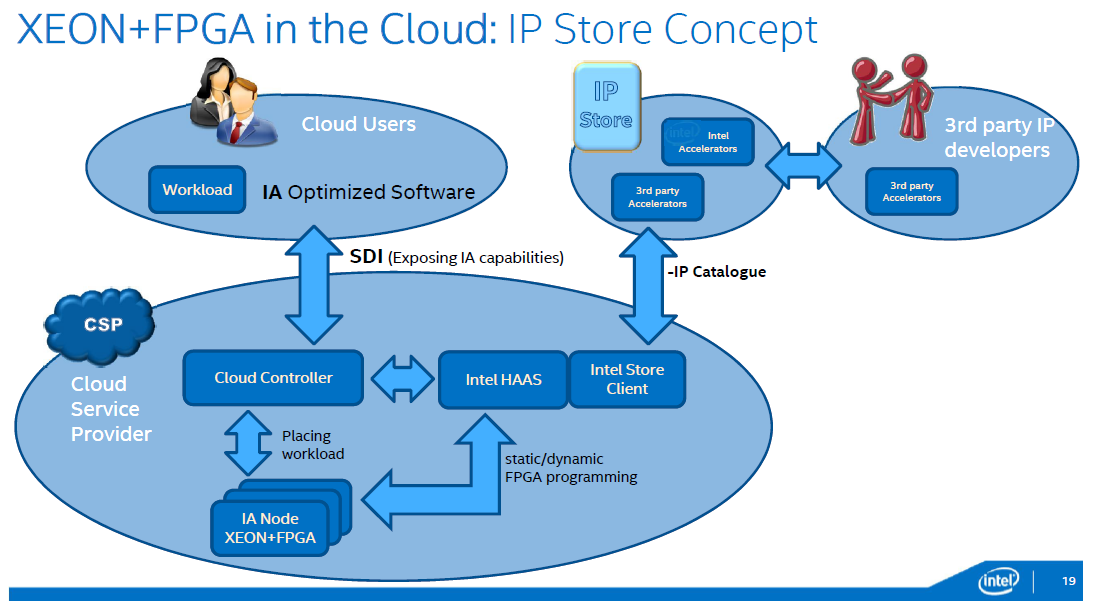 XEON+FPGA in the Cloud: IP Store Concept
Cloud Users
Workload
IA Optimized Software
IP
Store
intel
Intel
Accelerators
3rd party
Accelerators
3rd party IP
developers
3rd party
Accelerators
SDI (Exposing IA capabilities)
-IP Catalogue
CSP
Cloud
Service
Provider
Cloud Controller
Intel HAAS
Intel Store
Client
Placing
workload
static/dynamic
FPGA programming
IA Node
XEON+FPGA
intel
19